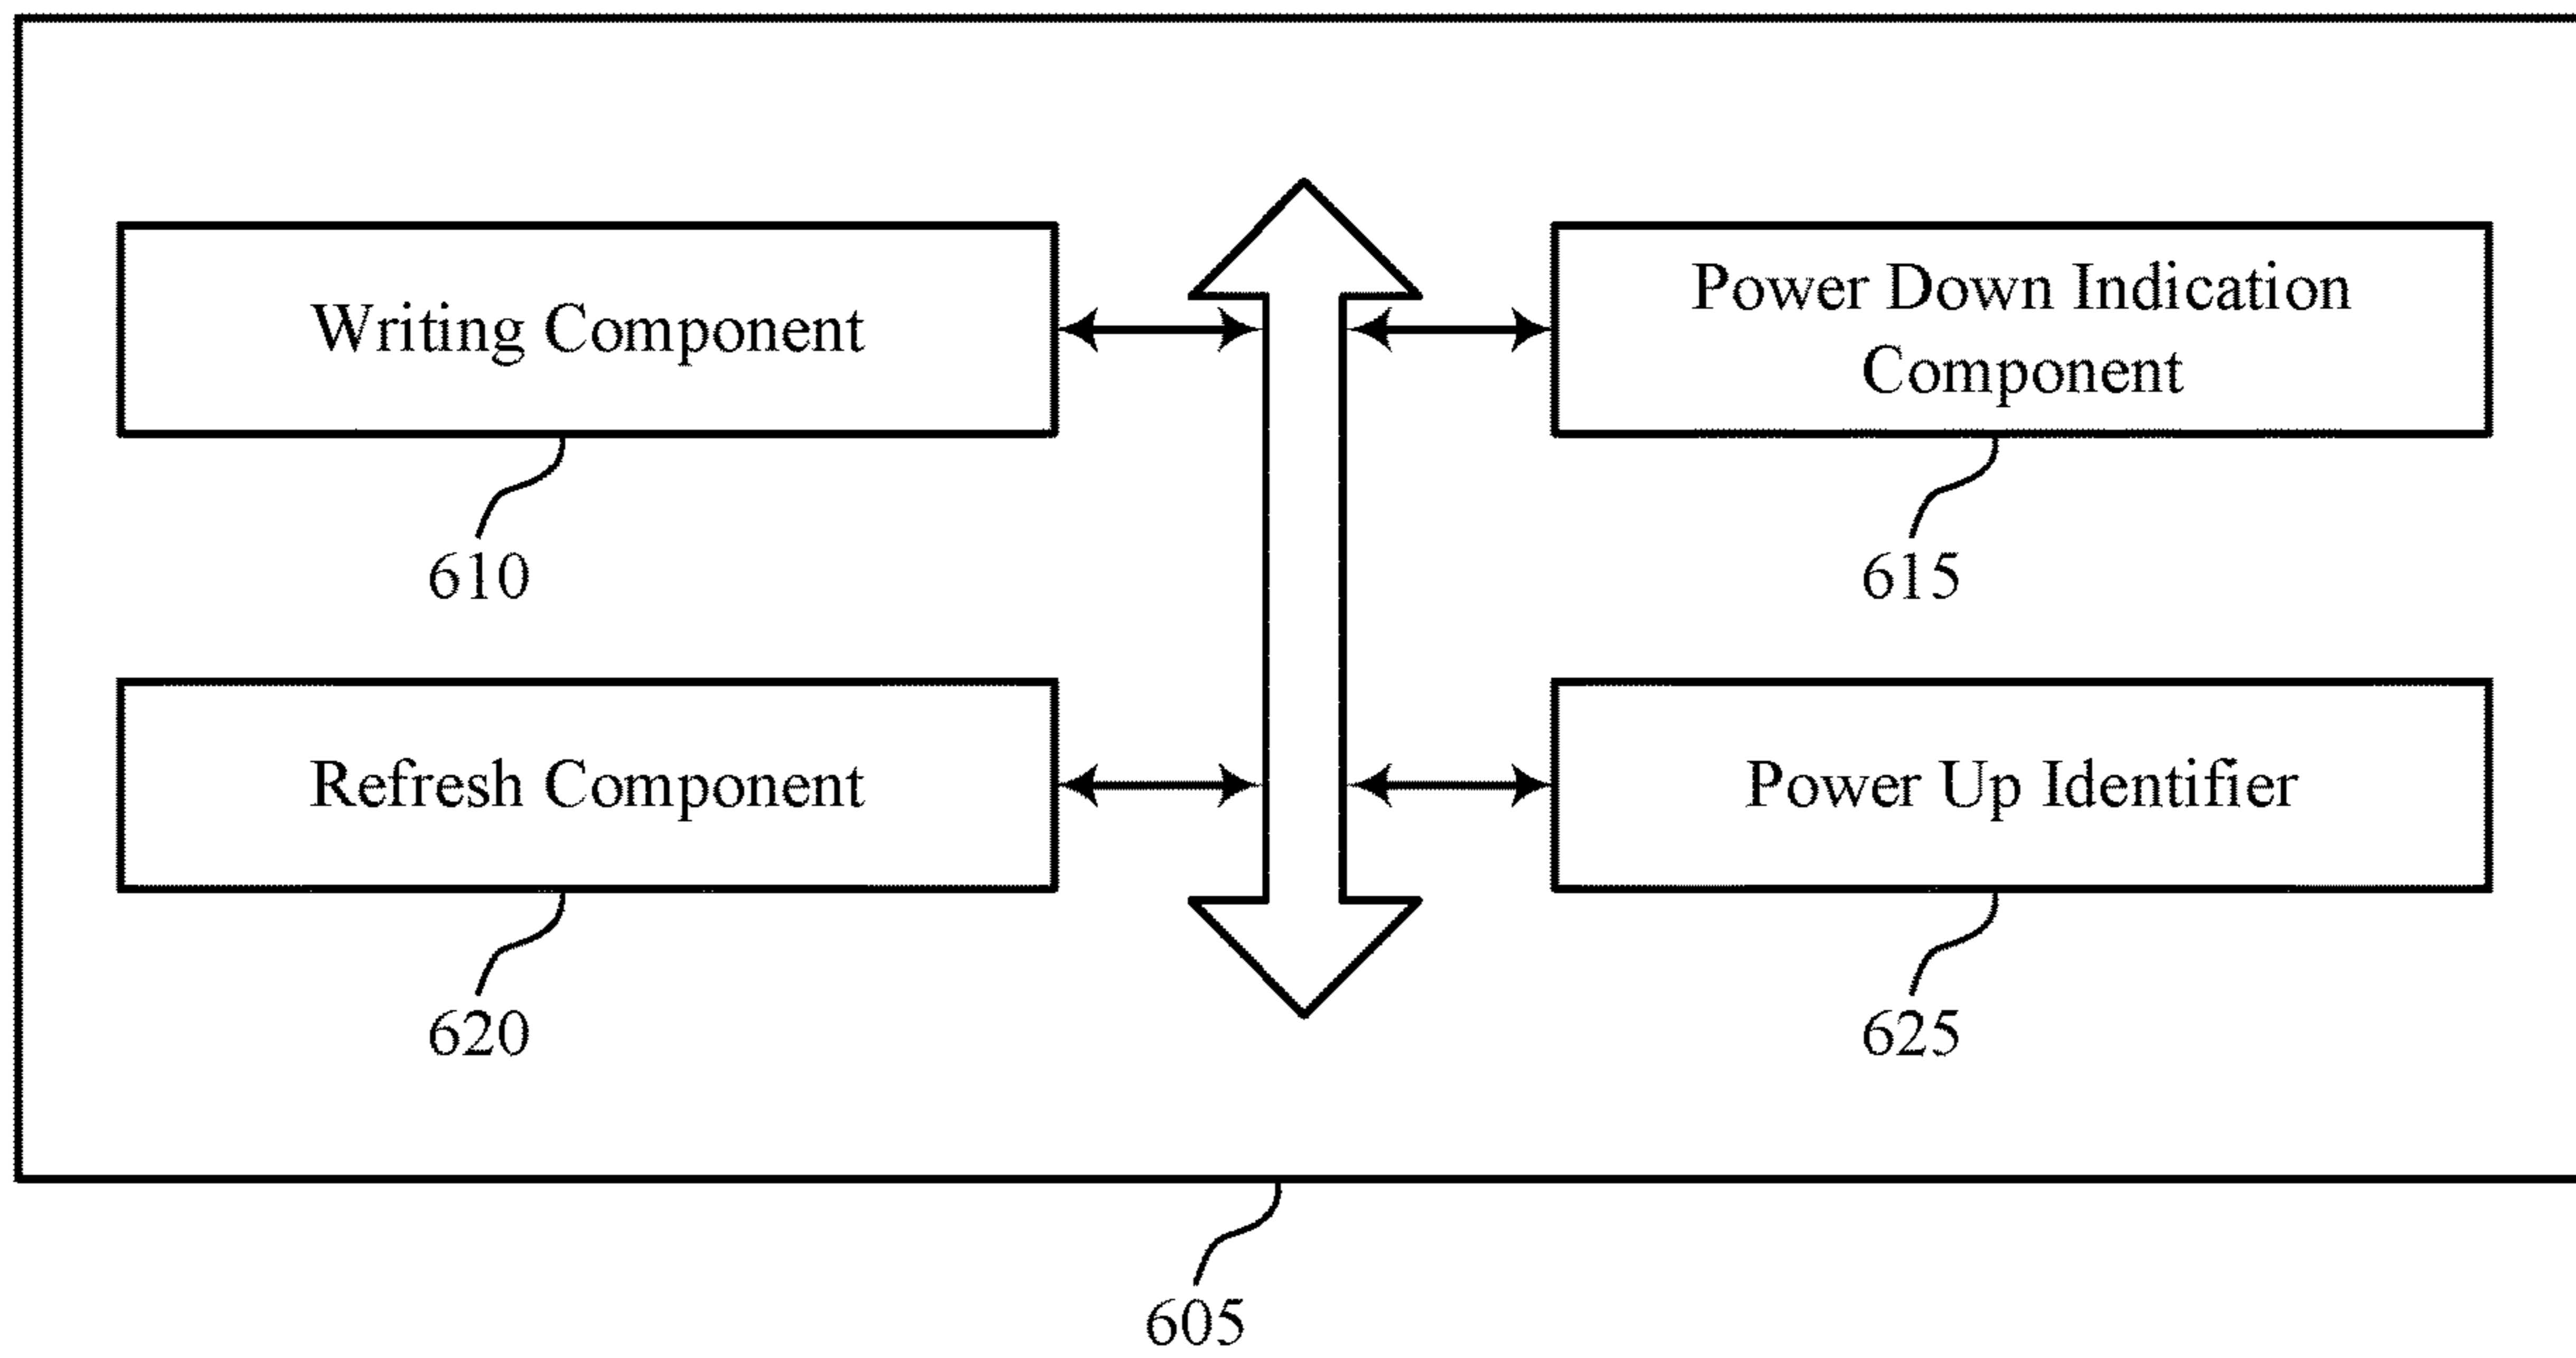 Writing Component
610
Power Down Indication
Component
615
Refresh Component
620
Power Up Identifier
625
605